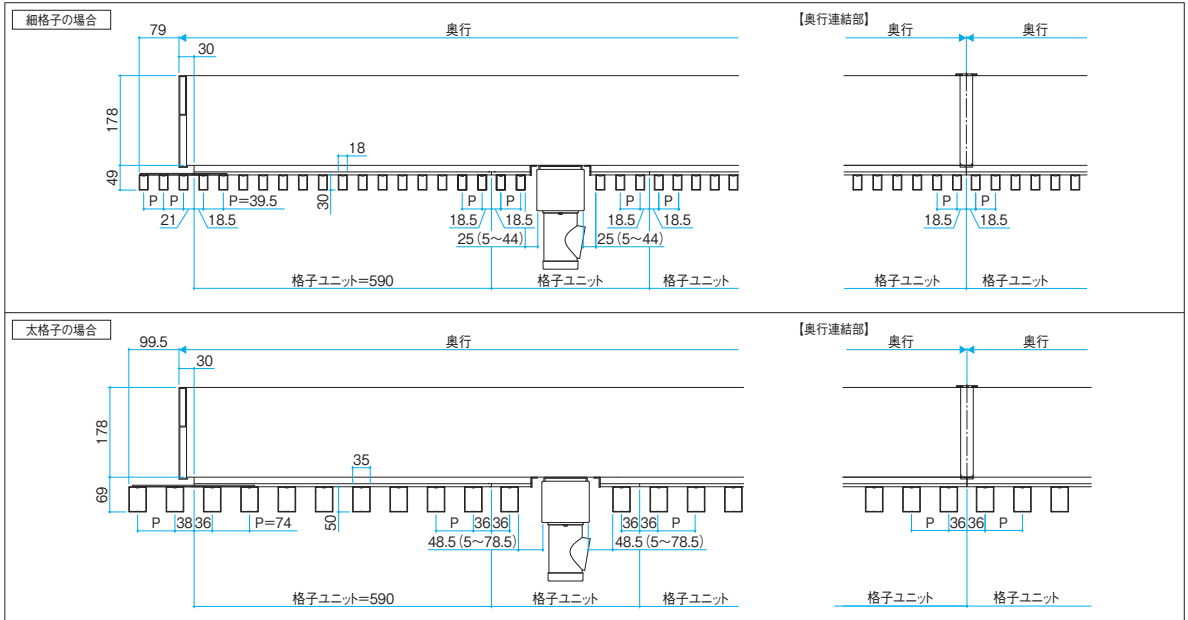 細格子の場合
【奥行連結部】
79
奥行
奥行
奥行
30
178
18
49
P
P
P=39.5
30
P
P
P
P
P
P
21
18.5
18.5
18.5
18.5
18.5
18.5
18.5
25(5~44)
25(5~44)
格子ユニット=590
格子ユニット
格子ユニット
格子ユニット
格子ユニット
太格子の場合
【奥行連結部】
99.5
奥行
奥行
奥行
30
178
35
69
50
P
38
36
P=74
P
36
36
36
36
P
P
36
36
P
48.5(5~78.5)
48.5(5~78.5)
格子ユニット=590
格子ユニット
格子ユニット
格子ユニット
格子ユニット